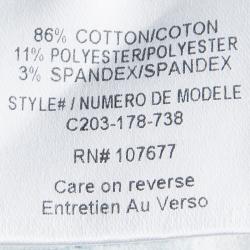 86% COTTON/COTON
11% POLYESTER/POLYESTER
3% SPANDEX/SPANDEX
STYLE# / NUMERO DE MODELE
C203-178-738
RN# 107677
Care on reverse
Entretien Au Verso